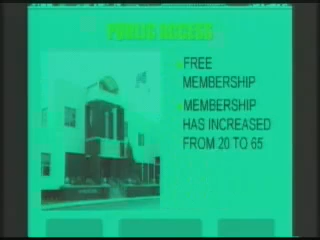 PUBLIC ACCESS
FREE
MEMBERSHIP
MEMBERSHIP
HAS INCREASED
FROM 20 TO 65